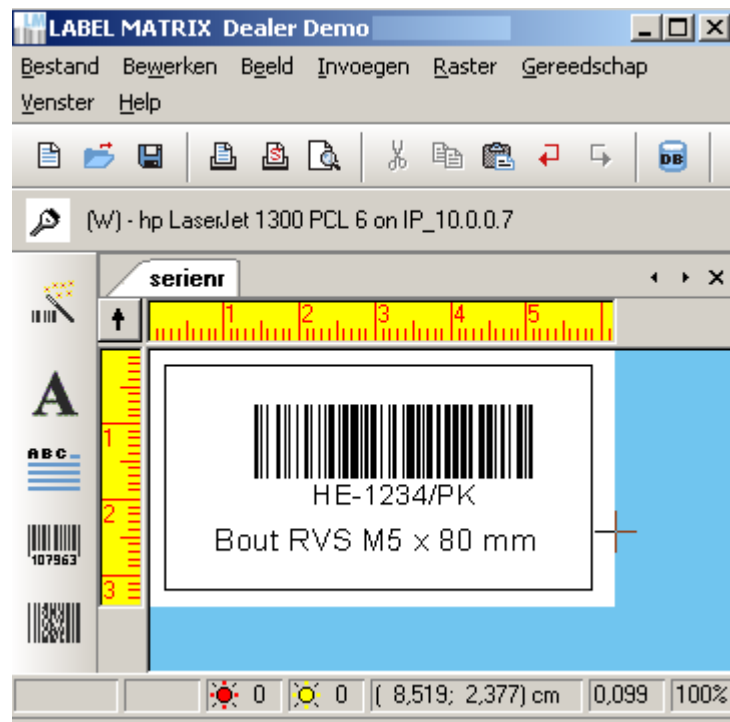 LM LABEL MATRIX Dealer Demo
Bestand Bewerken Beeld Invoegen Raster Gereedschap
Venster Help
S DB
(W) - hp LaserJet 1300 PCL 6 on IP_10.0.0.7
serienr
1 2 3 4 5
A
ABC
1
HE-1234/PK
2
Bout RVS M5 x 80 mm
107963
3
0 0 ( 8,519; 2,377) cm 0,099 100%